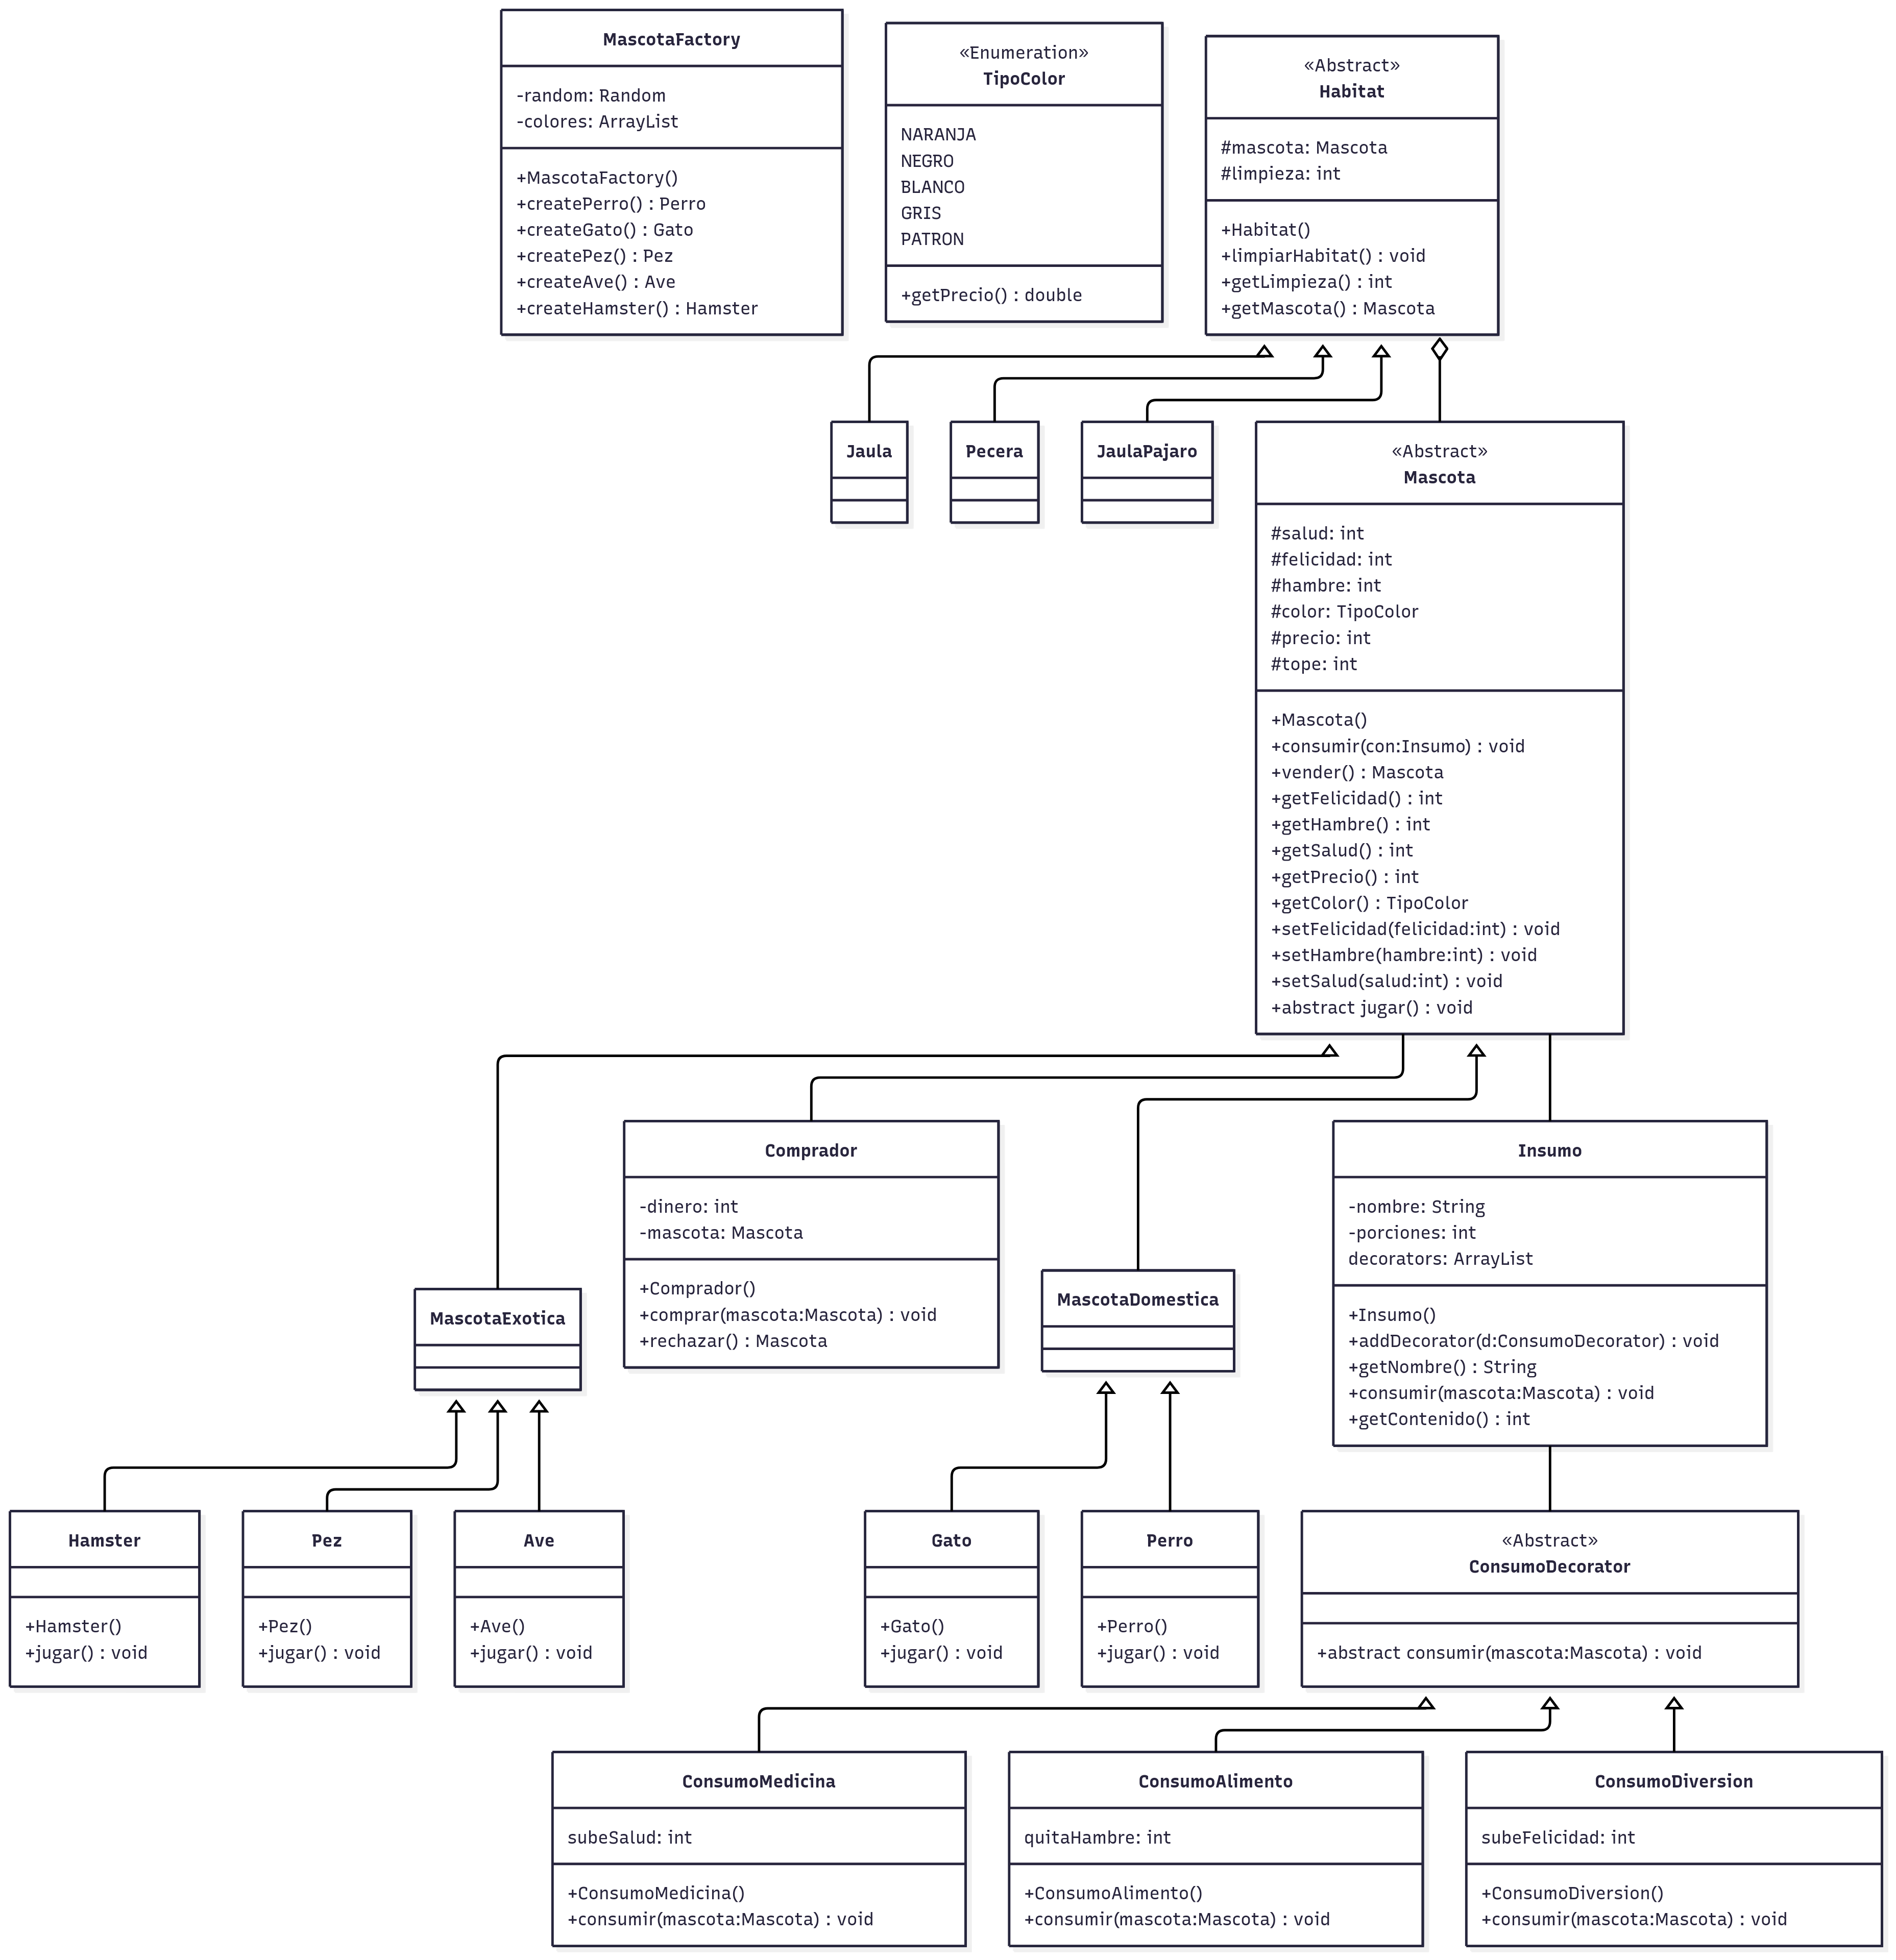 MascotaFactory
-random: Random
-colores: ArrayList
+MascotaFactory()
+createPerro() : Perro
+createGato() : Gato
+createPez() : Pez
+createAve() : Ave
+createHamster() : Hamster
«Enumeration»
TipoColor
NARANJA
NEGRO
BLANCO
GRIS
PATRON
+getPrecio() : double
«Abstract»
Habitat
#mascota: Mascota
#limpieza: int
+Habitat()
+limpiarHabitat() : void
+getLimpieza() : int
+getMascota() : Mascota
Jaula
Pecera
JaulaPajaro
«Abstract»
Mascota
#salud: int
#felicidad: int
#hambre: int
#color: TipoColor
#precio: int
#tope: int
+Mascota()
+consumir(con:Insumo) : void
+vender() : Mascota
+getFelicidad() : int
+getHambre() : int
+getSalud() : int
+getPrecio() : int
+getColor() : TipoColor
+setFelicidad(felicidad:int) : void
+setHambre(hambre:int) : void
+setSalud(salud:int) : void
+abstract jugar() : void
MascotaExotica
Comprador
-dinero: int
-mascota: Mascota
+Comprador()
+comprar(mascota:Mascota) : void
+rechazar() : Mascota
MascotaDomestica
Insumo
-nombre: String
-porciones: int
decorators: ArrayList
+Insumo()
+addDecorator(d:ConsumoDecorator) : void
+getNombre() : String
+consumir(mascota:Mascota) : void
+getContenido() : int
Hamster
+Hamster()
+jugar() : void
Pez
+Pez()
+jugar() : void
Ave
+Ave()
+jugar() : void
Gato
+Gato()
+jugar() : void
Perro
+Perro()
+jugar() : void
«Abstract»
ConsumoDecorator
+abstract consumir(mascota:Mascota) : void
ConsumoMedicina
subeSalud: int
+ConsumoMedicina()
+consumir(mascota:Mascota) : void
ConsumoAlimento
quitaHambre: int
+ConsumoAlimento()
+consumir(mascota:Mascota) : void
ConsumoDiversion
subeFelicidad: int
+ConsumoDiversion()
+consumir(mascota:Mascota) : void